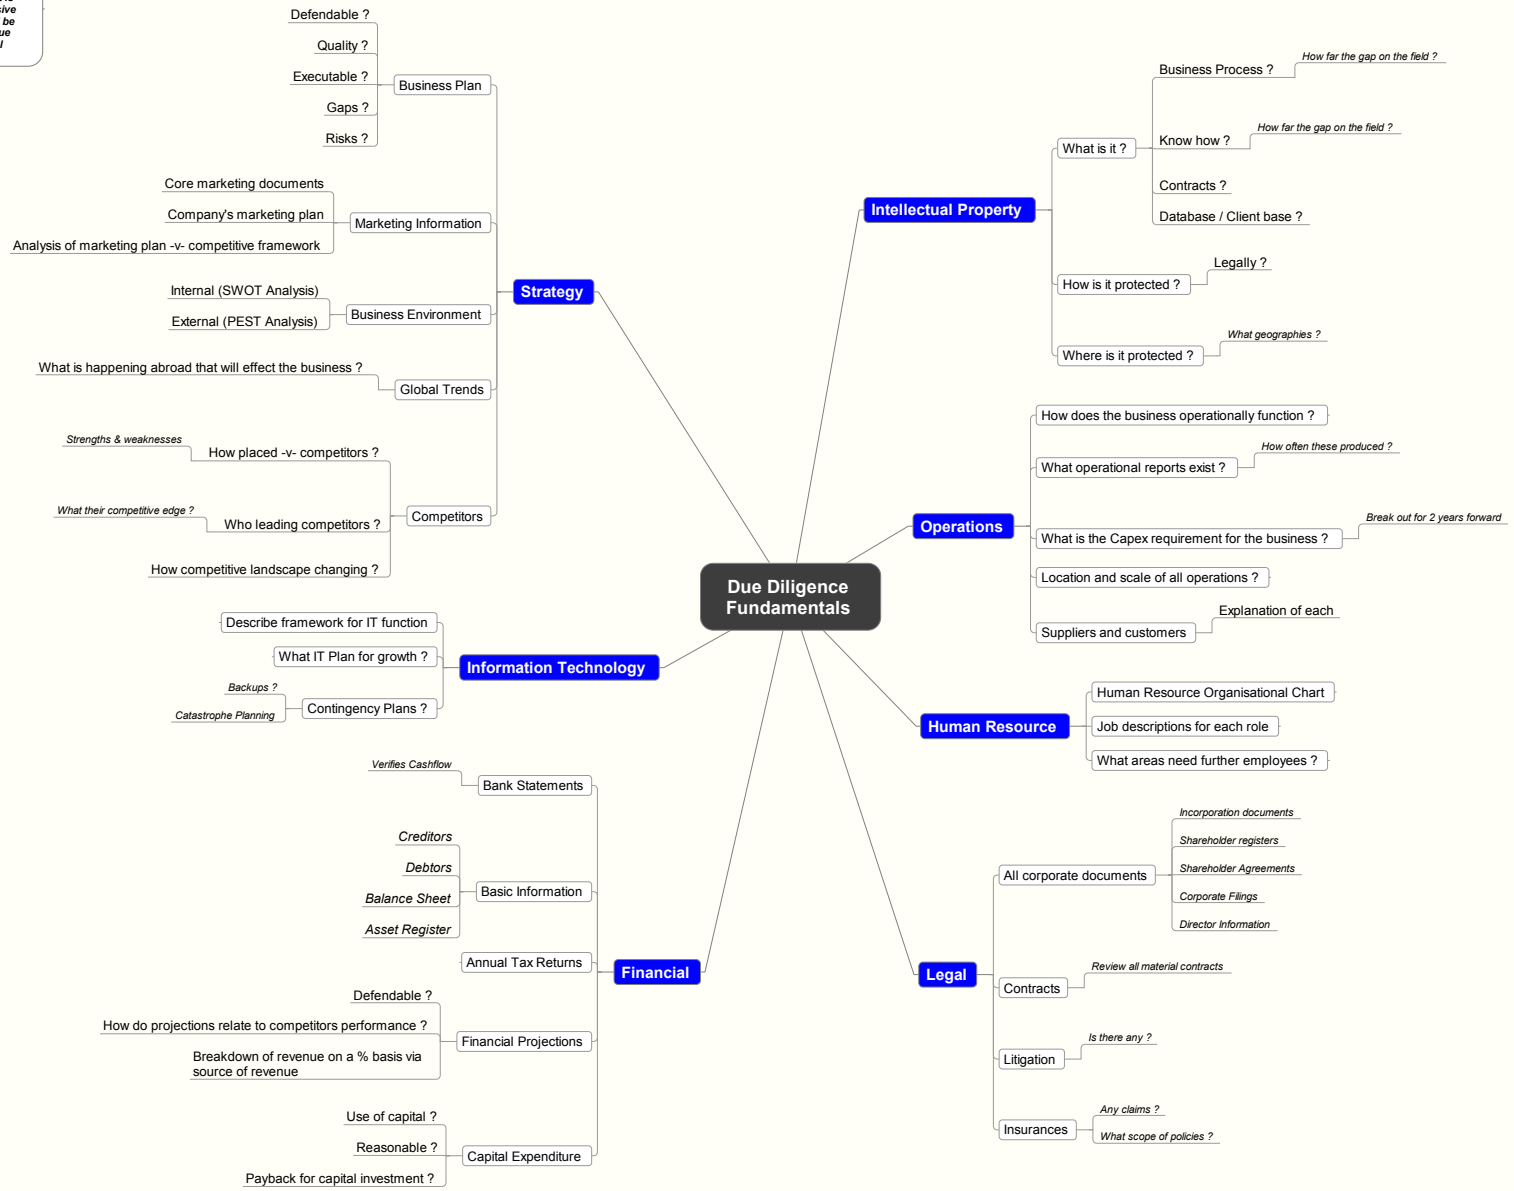 sive
be
ue
Defendable ?
Quality ?
Executable ?
Gaps ?
Risks ?
Business Plan
Core marketing documents
Company's marketing plan
Analysis of marketing plan -v- competitive framework
Marketing Information
Internal (SWOT Analysis)
External (PEST Analysis)
Business Environment
What is happening abroad that will effect the business ?
Global Trends
Strengths & weaknesses
How placed -v- competitors ?
What their competitive edge ?
Who leading competitors ?
How competitive landscape changing ?
Competitors
Strategy
Describe framework for IT function
What IT Plan for growth ?
Backups ?
Catastrophe Planning
Contingency Plans ?
Information Technology
Verifies Cashflow
Bank Statements
Creditors
Debtors
Balance Sheet
Asset Register
Basic Information
Annual Tax Returns
Defendable ?
How do projections relate to competitors performance ?
Breakdown of revenue on a % basis via
source of revenue
Financial Projections
Use of capital ?
Reasonable ?
Payback for capital investment ?
Capital Expenditure
Financial
Due Diligence
Fundamentals
Intellectual Property
What is it ?
Business Process ?
How far the gap on the field ?
Know how ?
How far the gap on the field ?
Contracts ?
Database / Client base ?
How is it protected ?
Legally ?
Where is it protected ?
What geographies ?
Operations
How does the business operationally function ?
What operational reports exist ?
How often these produced ?
What is the Capex requirement for the business ?
Break out for 2 years forward
Location and scale of all operations ?
Suppliers and customers
Explanation of each
Human Resource
Human Resource Organisational Chart
Job descriptions for each role
What areas need further employees ?
Legal
All corporate documents
Incorporation documents
Shareholder registers
Shareholder Agreements
Corporate Filings
Director Information
Contracts
Review all material contracts
Litigation
Is there any ?
Insurances
Any claims ?
What scope of policies ?